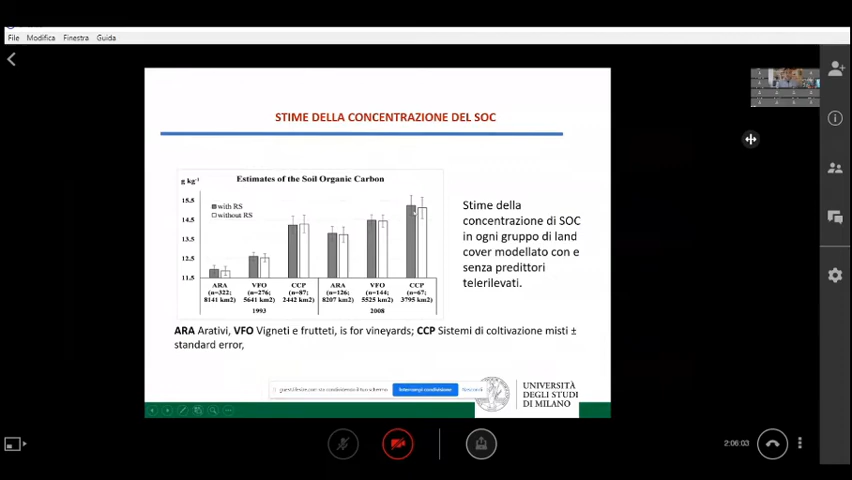 File Modifica Finestra Guida
STIME DELLA CONCENTRAZIONE DEL SOC
Estimates of the Soil Organic Carbon
g kg-1
15.5
14.5
13.5
12.5
11.5
with RS
without RS
ARA VFO CCP ARA VFO CCP
(n=322; (n=276; (n=87; (n=126; (n=144; (n=67;
8141 km2) 5641 km2) 2442 km2) 8207 km2) 5525 km2) 3795 km2)
1993 2008
Stime della
concentrazione di SOC
in ogni gruppo di land
cover modellato con e
senza predittori
telerilevati.
ARA Arativi, VFO Vigneti e frutteti, is for vineyards; CCP Sistemi di coltivazione misti ±
standard error,
Interrompi condivisione
Nascondi
UNIVERSITÀ
DEGLI STUDI
DI MILANO
2:06:03